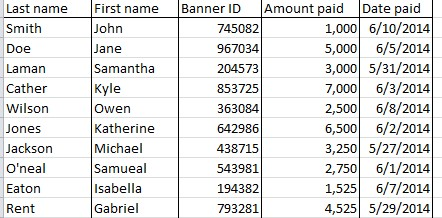 Last name First name Banner ID Amount paid Date paid
Smith John 745082 1,000 6/10/2014
Doe Jane 967034 5,000 6/5/2014
Laman Samantha 204573 3,000 5/31/2014
Cather Kyle 853725 7,000 6/3/2014
Wilson Owen 363084 2,500 6/8/2014
Jones Katherine 642986 6,500 6/2/2014
Jackson Michael 438715 3,250 5/27/2014
O'neal Samueal 543981 2,750 6/1/2014
Eaton Isabella 194382 1,525 6/7/2014
Rent Gabriel 793281 4,525 5/29/2014